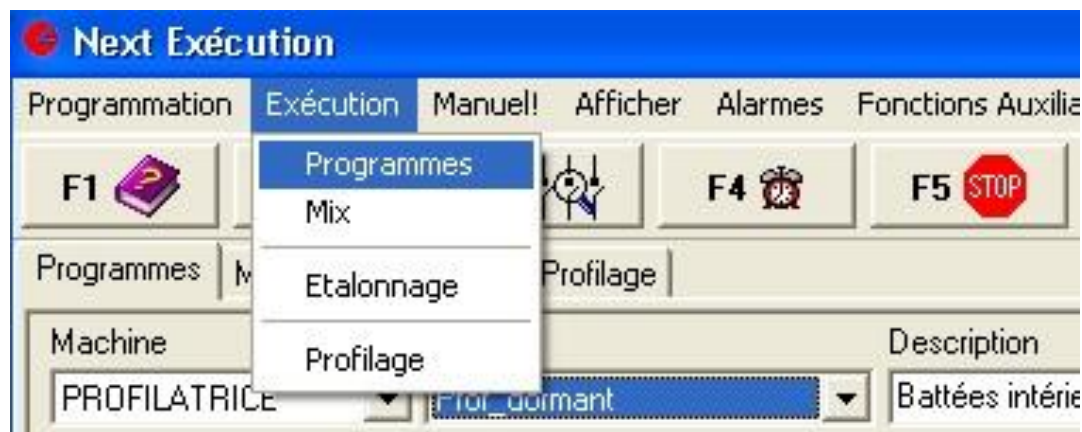 Next Exécution
Programmation Exécution Manuel! Afficher Alarmes Fonctions
F1 F4 F5 STOP
Programmes
Mix
Etalonnage
Profilage
Programmes Profilage
Machine Description
PROFILATRICE Prof_dormant Battées